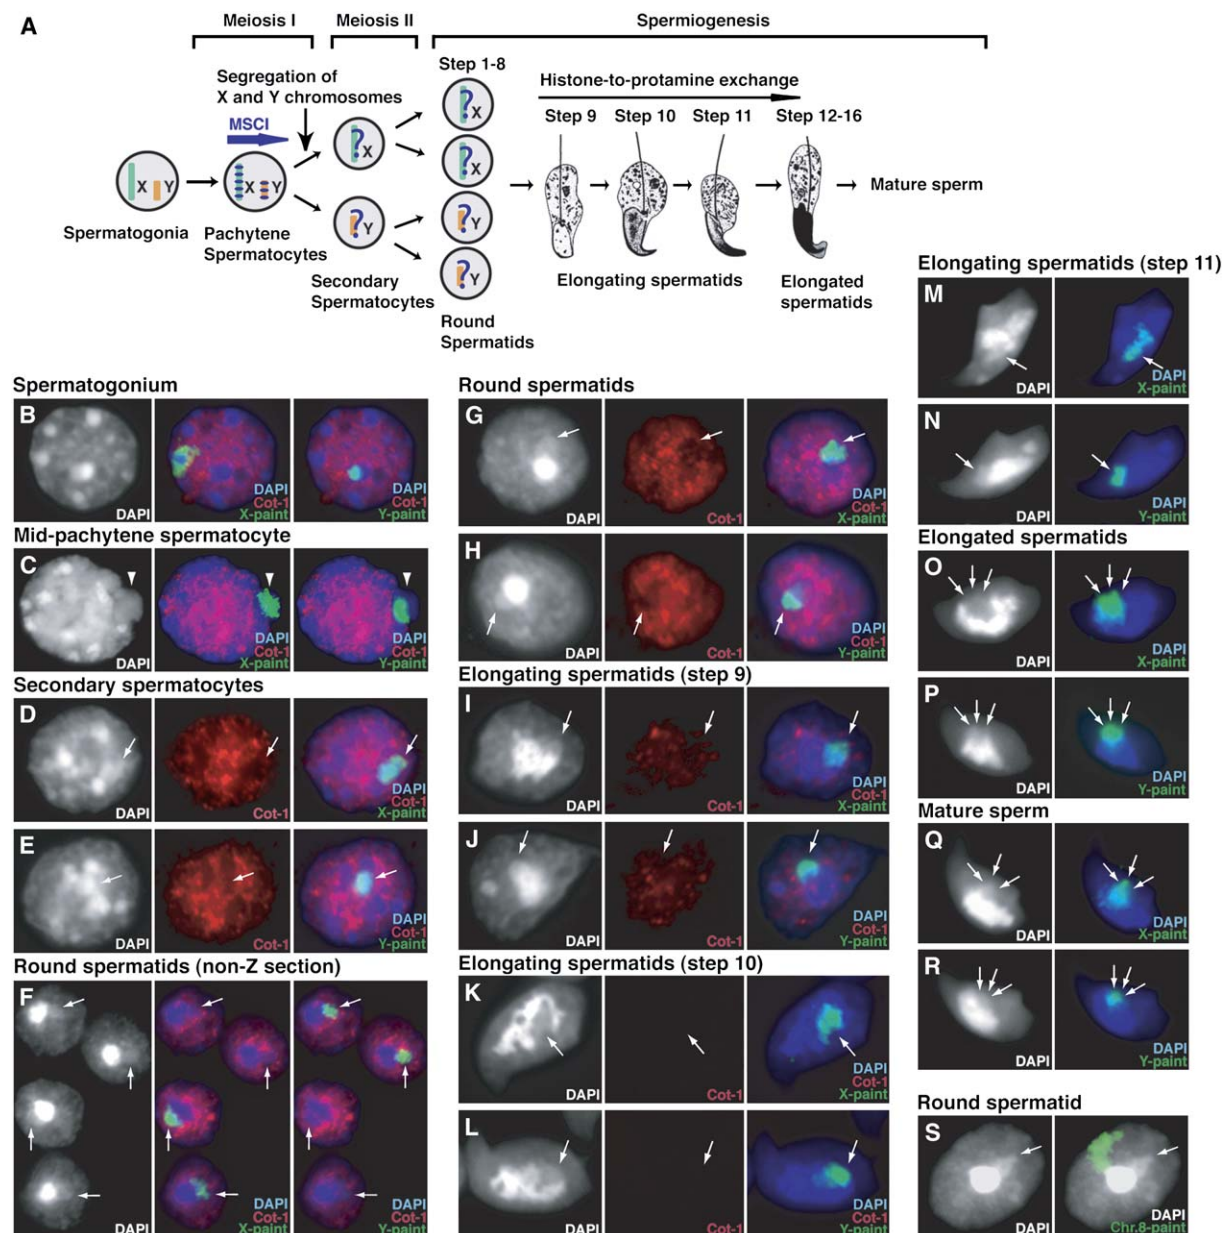 A
Meiosis I
Meiosis II
Spermiogenesis
Segregation of
X and Y chromosomes
MSCI
Step 1-8
Histone-to-protamine exchange
Step 9
Step 10
Step 11
Step 12-16
X Y
X Y
?X
?Y
?X
?X
?Y
?Y
Mature sperm
Spermatogonia
Pachytene
Spermatocytes
Secondary
Spermatocytes
Round
Spermatids
Elongating spermatids
Elongated
spermatids
Spermatogonium
B
DAPI
DAPI
Cot-1
X-paint
DAPI
Cot-1
Y-paint
Mid-pachytene spermatocyte
C
DAPI
DAPI
Cot-1
X-paint
DAPI
Cot-1
Y-paint
Secondary spermatocytes
D
DAPI
Cot-1
DAPI
Cot-1
X-paint
E
DAPI
Cot-1
DAPI
Cot-1
Y-paint
Round spermatids (non-Z section)
F
DAPI
DAPI
Cot-1
X-paint
DAPI
Cot-1
Y-paint
Round spermatids
G
DAPI
Cot-1
DAPI
Cot-1
X-paint
H
DAPI
Cot-1
DAPI
Cot-1
Y-paint
Elongating spermatids (step 9)
I
DAPI
Cot-1
DAPI
Cot-1
X-paint
J
DAPI
Cot-1
DAPI
Cot-1
Y-paint
Elongating spermatids (step 10)
K
DAPI
Cot-1
DAPI
Cot-1
X-paint
L
DAPI
Cot-1
DAPI
Cot-1
Y-paint
Elongating spermatids (step 11)
M
DAPI
DAPI
X-paint
N
DAPI
DAPI
Y-paint
Elongated spermatids
O
DAPI
DAPI
X-paint
P
DAPI
DAPI
Y-paint
Mature sperm
Q
DAPI
DAPI
X-paint
R
DAPI
DAPI
Y-paint
Round spermatid
S
DAPI
DAPI
Chr.8-paint